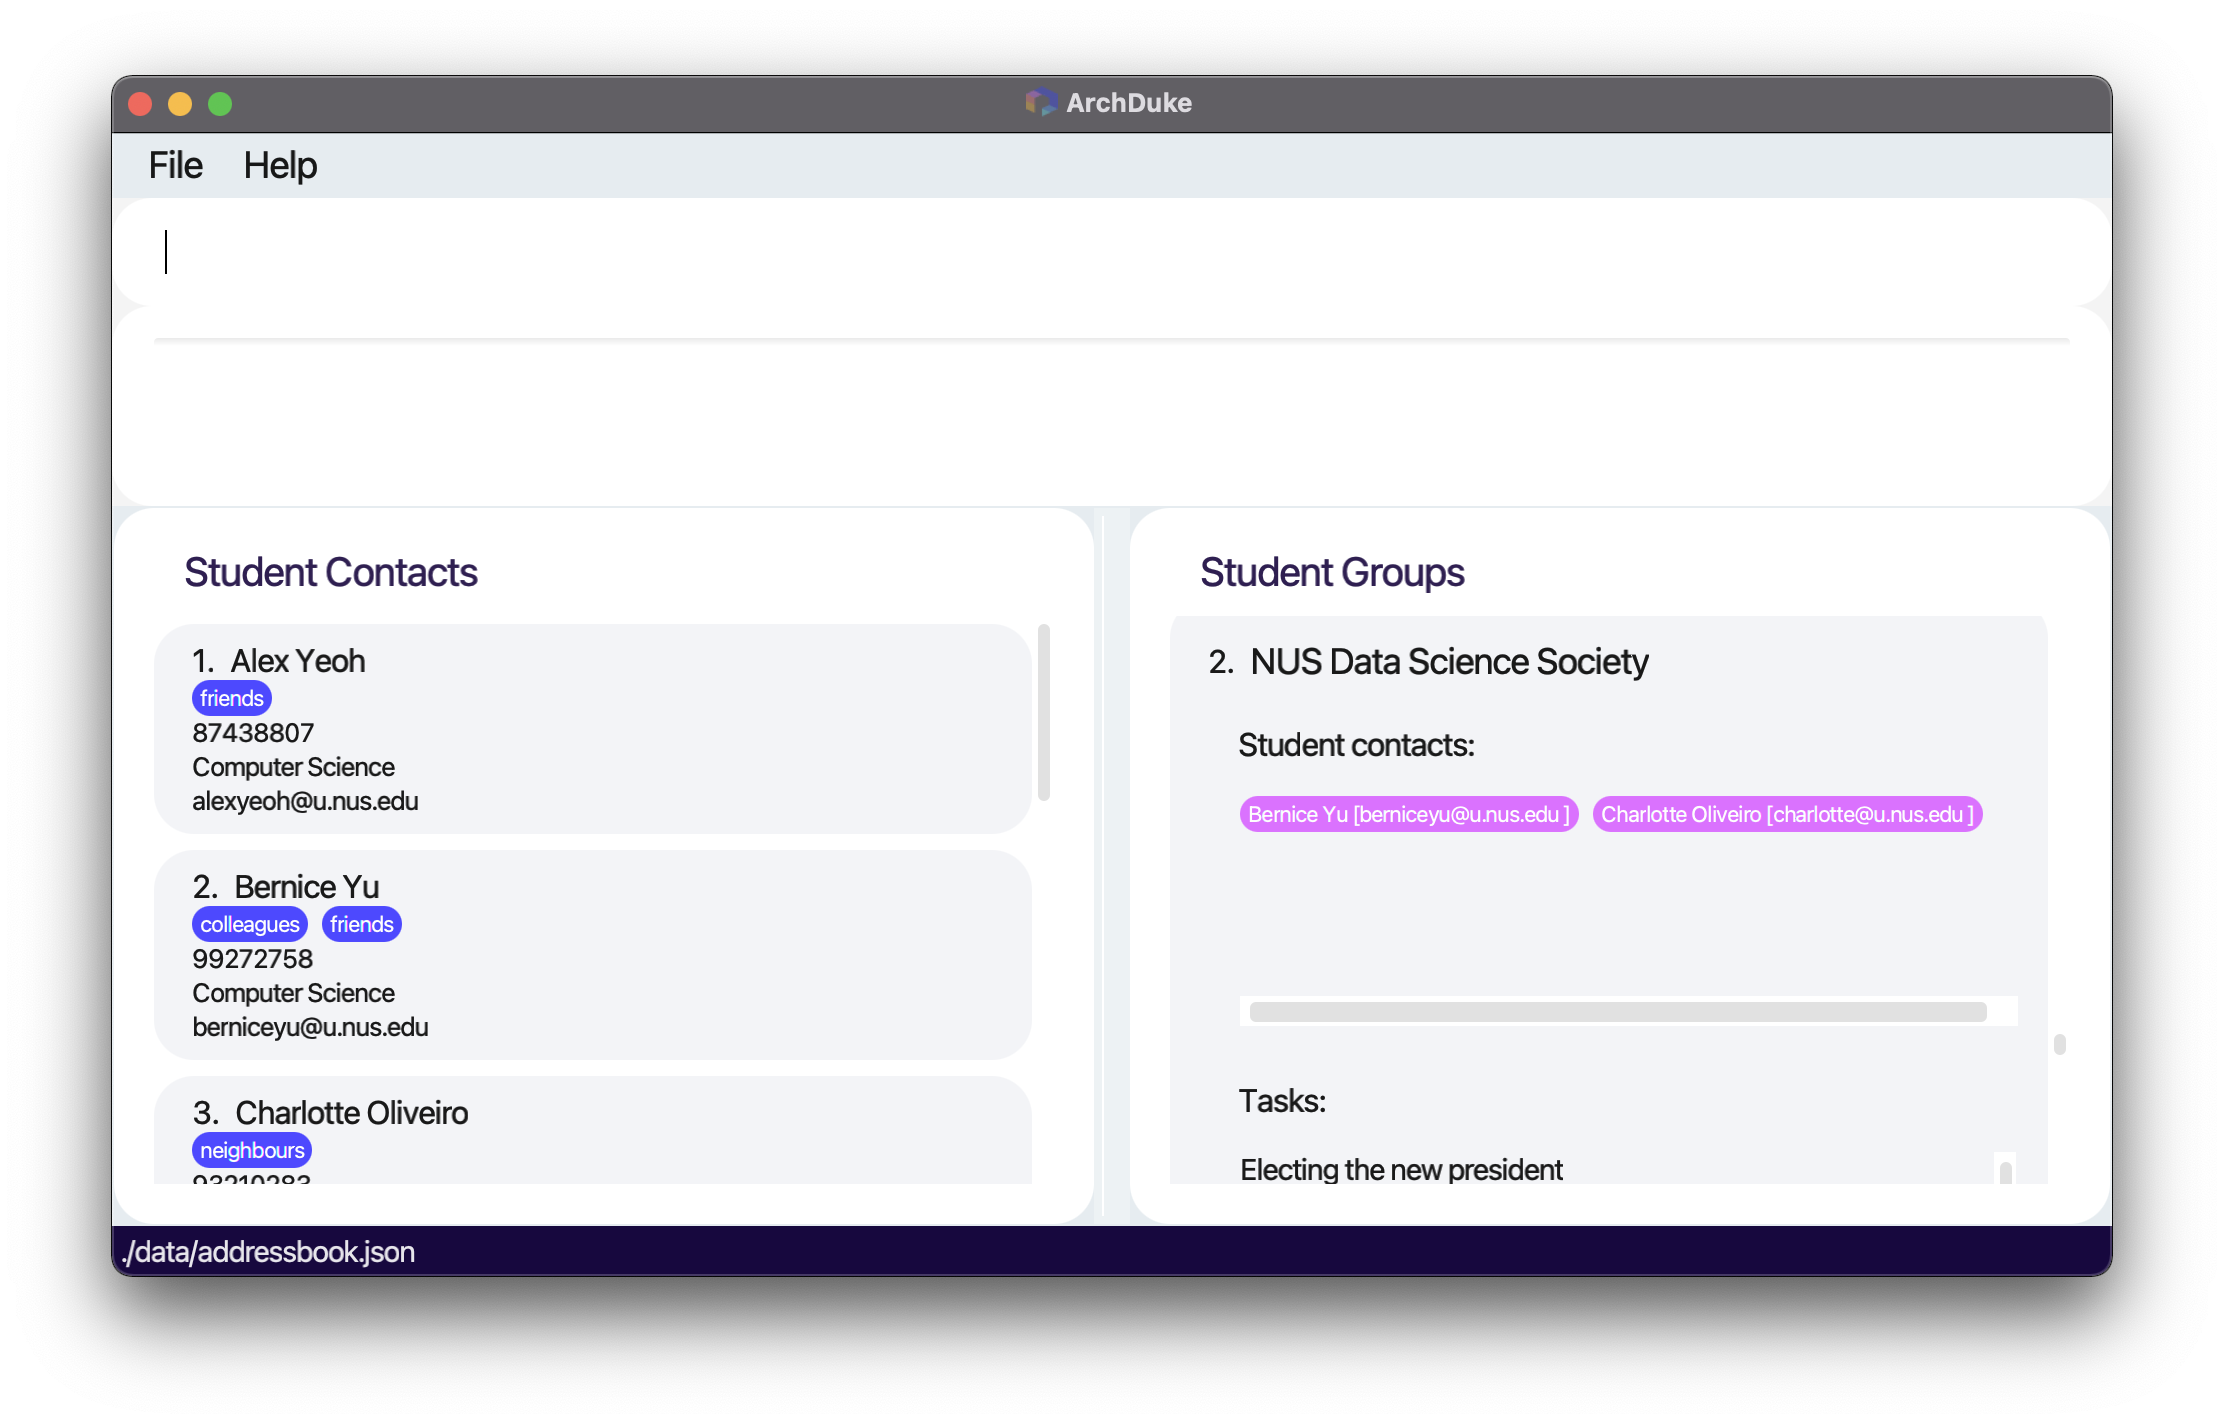 ArchDuke
File Help
Student Contacts
1. Alex Yeoh
friends
87438807
Computer Science
alexyeoh@u.nus.edu
2. Bernice Yu
colleagues friends
99272758
Computer Science
berniceyu@u.nus.edu
3. Charlotte Oliveiro
neighbours
93210283
Student Groups
2. NUS Data Science Society
Student contacts:
Bernice Yu [berniceyu@u.nus.edu ] Charlotte Oliveiro [charlotte@u.nus.edu ]
Tasks:
Electing the new president
./data/addressbook.json